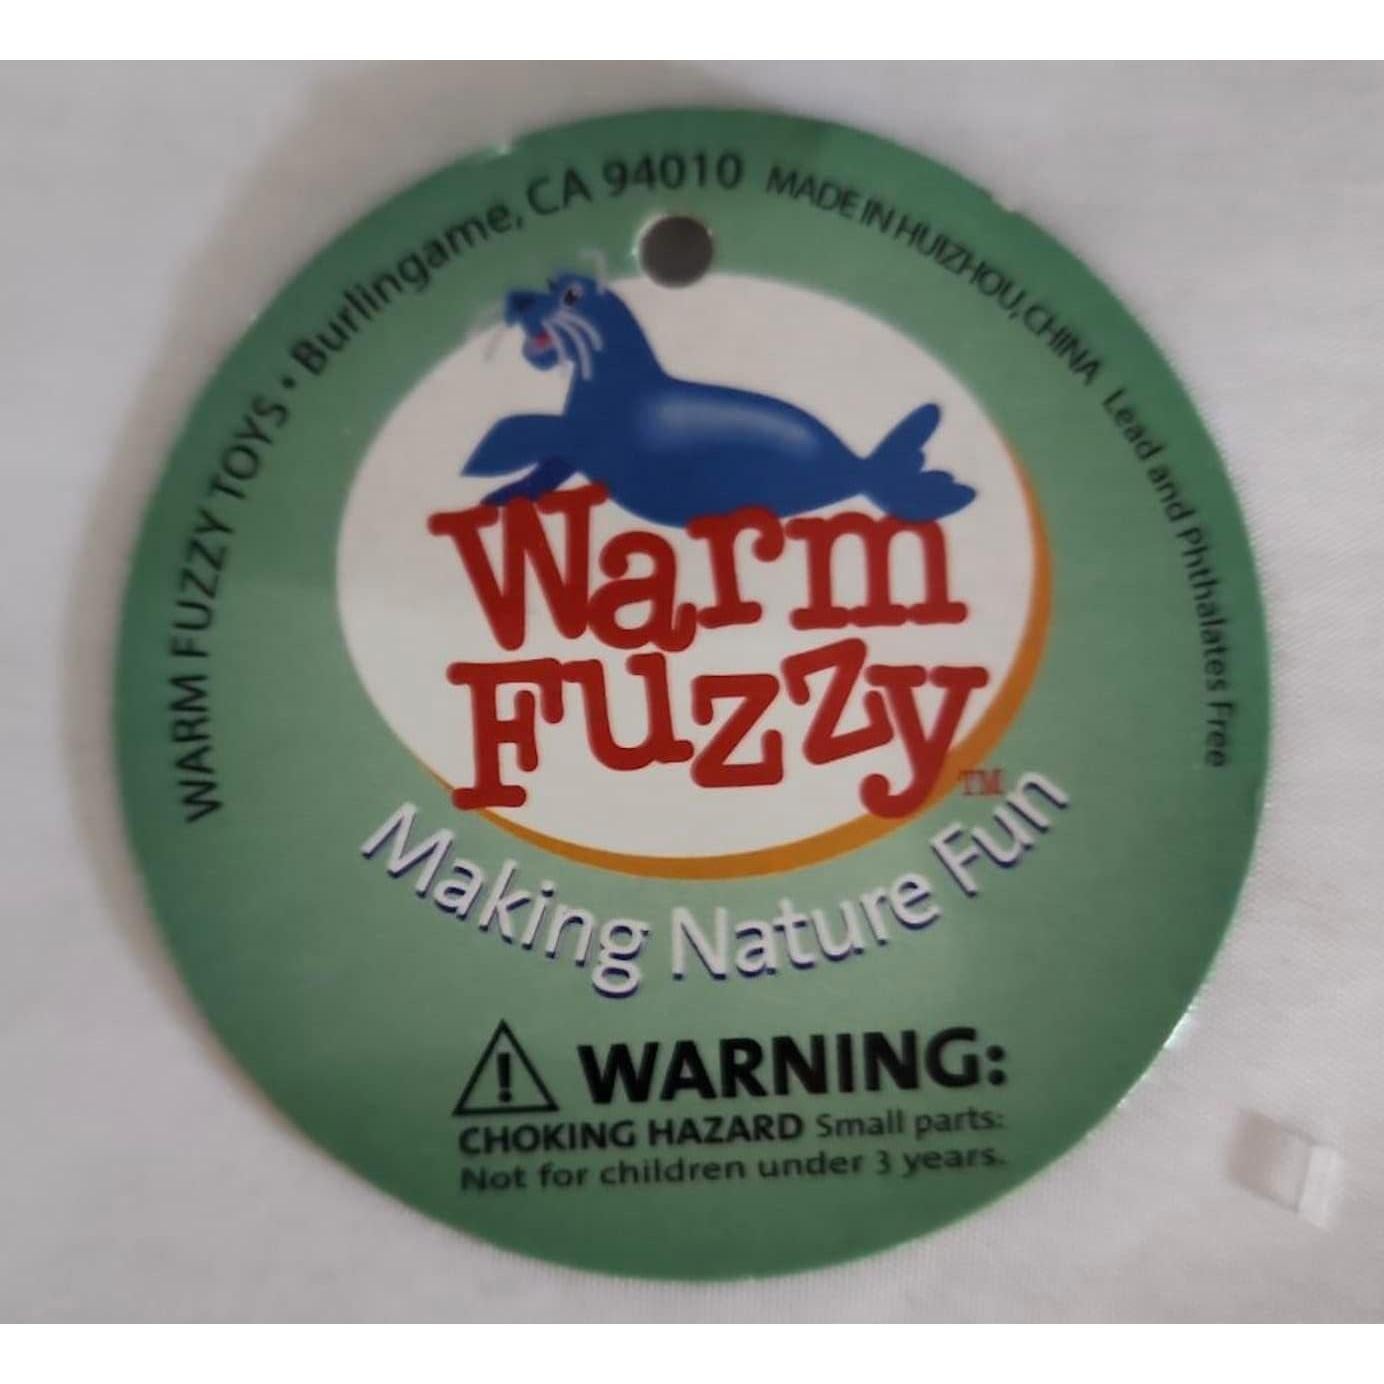 WARM FUZZY TOYS • Burlingame, CA 94010 MADE IN HUIZHOU, CHINA Lead and Phthalates Free
Warm
Fuzzy TM
Making Nature Fun
! WARNING:
CHOKING HAZARD Small parts:
Not for children under 3 years.